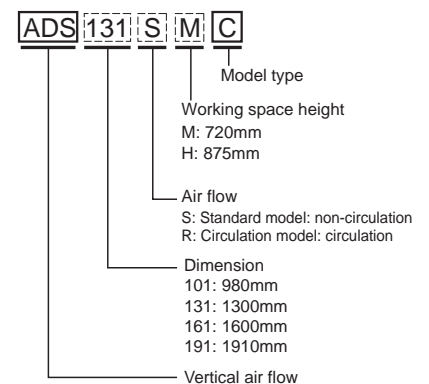 ADS 131 S M C
Model type
Working space height
M: 720mm
H: 875mm
Air flow
S: Standard model: non-circulation
R: Circulation model: circulation
Dimension
101: 980mm
131: 1300mm
161: 1600mm
191: 1910mm
Vertical air flow